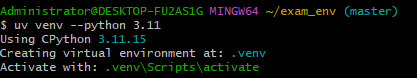 Administrator@DESKTOP-FU2AS1G MINGW64 ~/exam_env (master)
$ uv venv --python 3.11
Using CPython 3.11.15
Creating virtual environment at: .venv
Activate with: .venv\Scripts\activate